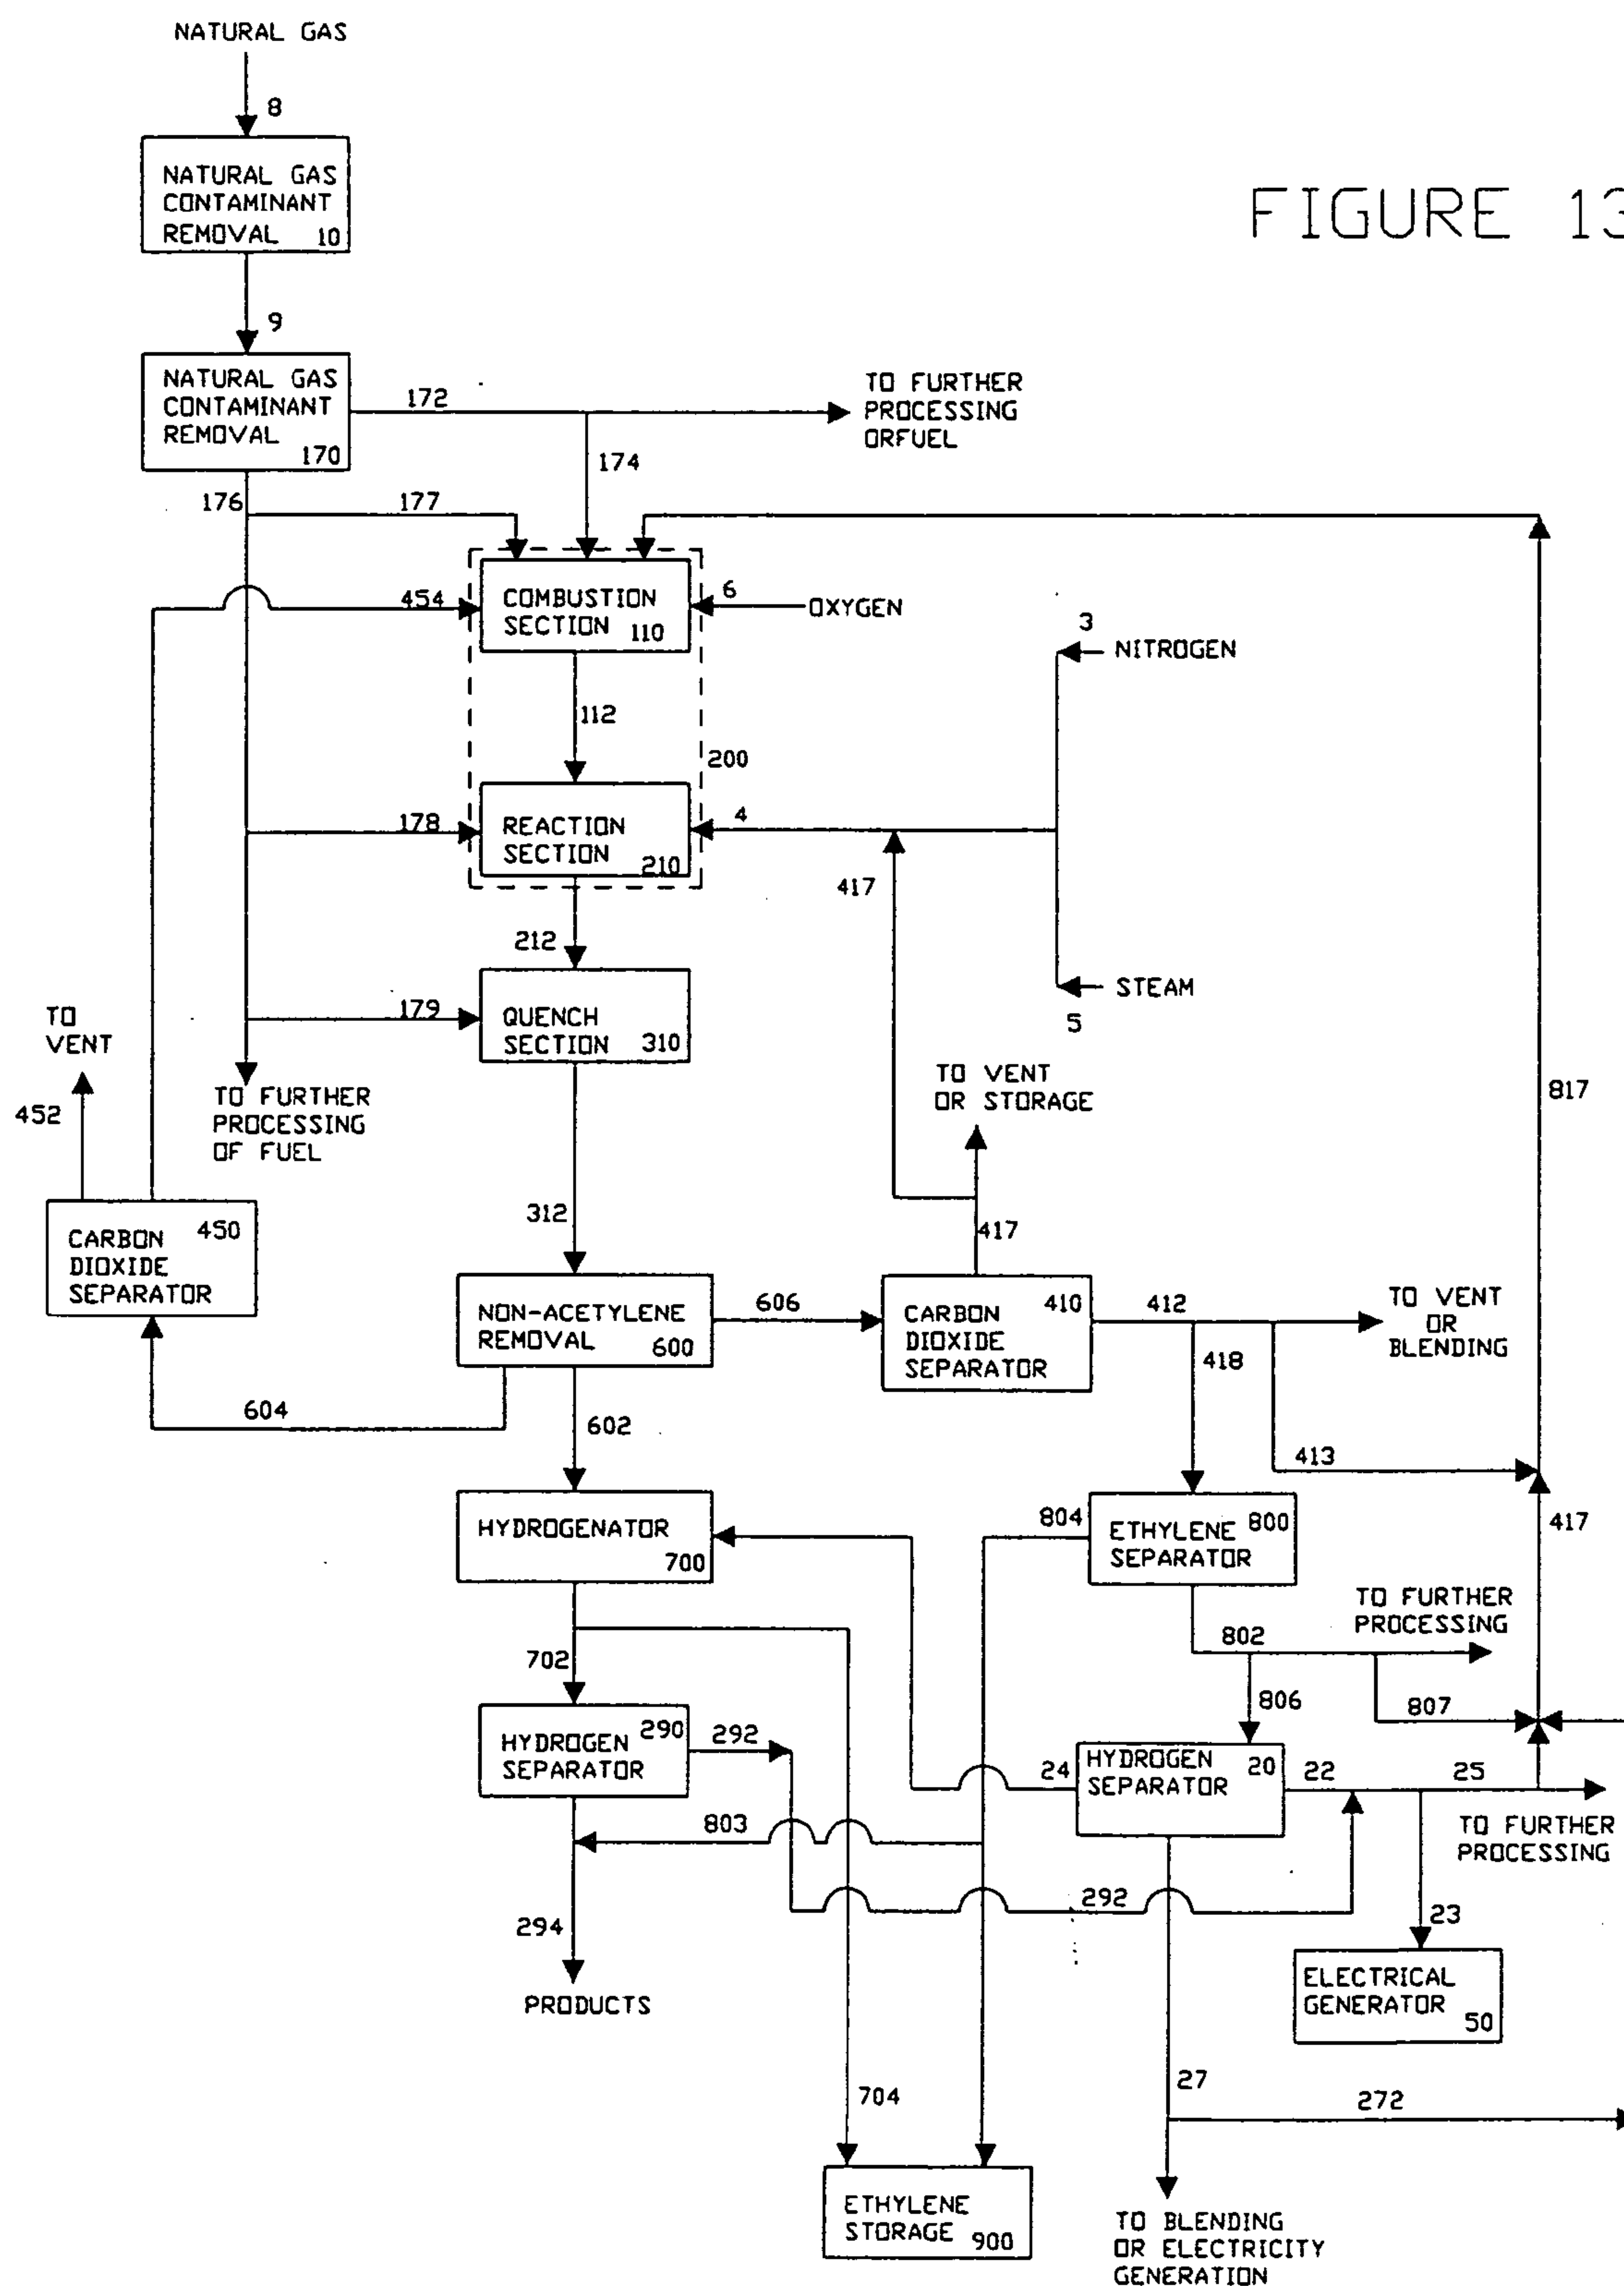 NATURAL GAS
8
FIGURE 13
NATURAL GAS
CONTAMINANT
REMOVAL 10
9
NATURAL GAS
CONTAMINANT
REMOVAL
170
172
TO FURTHER
PROCESSING
ORFUEL
174
176
177
454
COMBUSTION
SECTION 110
6
OXYGEN
3
NITROGEN
112
200
178
REACTION
SECTION
210
4
417
212
STEAM
5
179
QUENCH
SECTION 310
TO
VENT
452
TO FURTHER
PROCESSING
OF FUEL
TO VENT
OR STORAGE
817
312
417
450
CARBON
DIOXIDE
SEPARATOR
NON-ACETYLENE
REMOVAL 600
606
410
CARBON
DIOXIDE
SEPARATOR
412
TO VENT
OR
BLENDING
418
604
602
413
HYDROGENATOR
700
804
800
ETHYLENE
SEPARATOR
417
TO FURTHER
PROCESSING
802
702
806
807
290
HYDROGEN
SEPARATOR
292
24
HYDROGEN
SEPARATOR 20
22
25
803
TO FURTHER
PROCESSING
292
294
23
PRODUCTS
ELECTRICAL
GENERATOR
50
704
27
272
ETHYLENE
STORAGE 900
TO BLENDING
OR ELECTRICITY
GENERATION